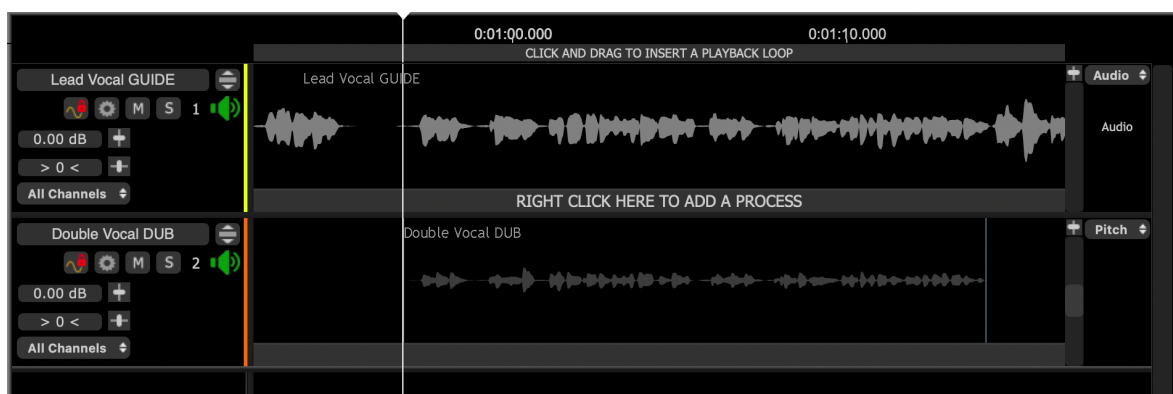 0:01:00.000 0:01:10.000
CLICK AND DRAG TO INSERT A PLAYBACK LOOP
Lead Vocal GUIDE
Lead Vocal GUIDE
Audio
M S 1
0.00 dB
Audio
> 0 <
All Channels
RIGHT CLICK HERE TO ADD A PROCESS
Double Vocal DUB
Double Vocal DUB
Pitch
M S 2
0.00 dB
> 0 <
All Channels